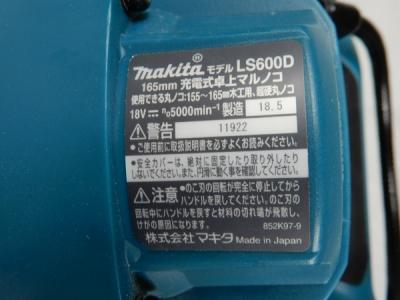 makita® モデル LS600D
165mm 充電式卓上マルノコ
使用できる丸ノコ:155～165㎜木工用、超硬丸ノコ
18V⎓ n₀5000min⁻¹ 製造 18.5
⚠警告 11922
●ご使用前に取扱説明書を必ずよくお読みください。
●安全カバーは、絶対に固定したり取り外したり
しないでください。また、円滑に動く事を確認してください。
⚠注意 ●のこ刃の回転が完全に停止してから
ハンドルを戻してください。のこ刃の
回転中にハンドルを戻すと材料の切れ端が飛散し、
けがの原因になります。
852K97-9
株式会社マキタ Made in Japan